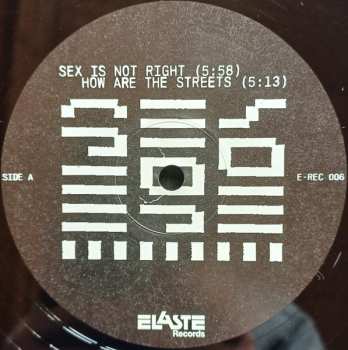 SEX IS NOT RIGHT (5:58)
HOW ARE THE STREETS (5:13)
SIDE A
E-REC 006
ELASTE
Records